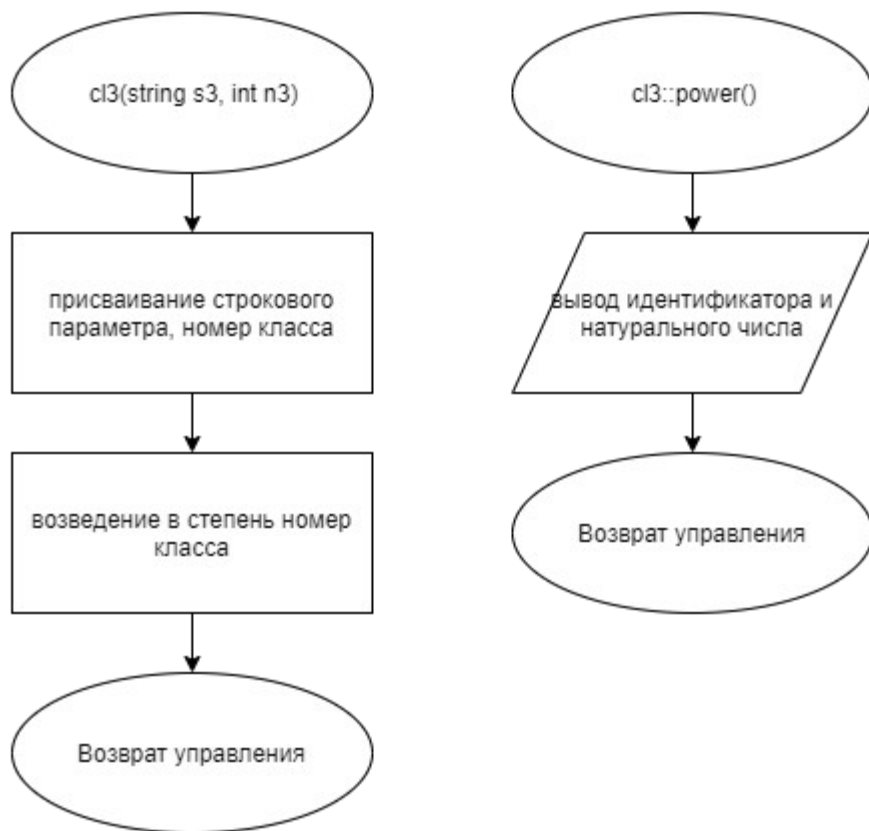 cl3(string s3, int n3)
присваивание строкового
параметра, номер класса
возведение в степень номер
класса
Возврат управления
cl3::power()
вывод идентификатора и
натурального числа
Возврат управления